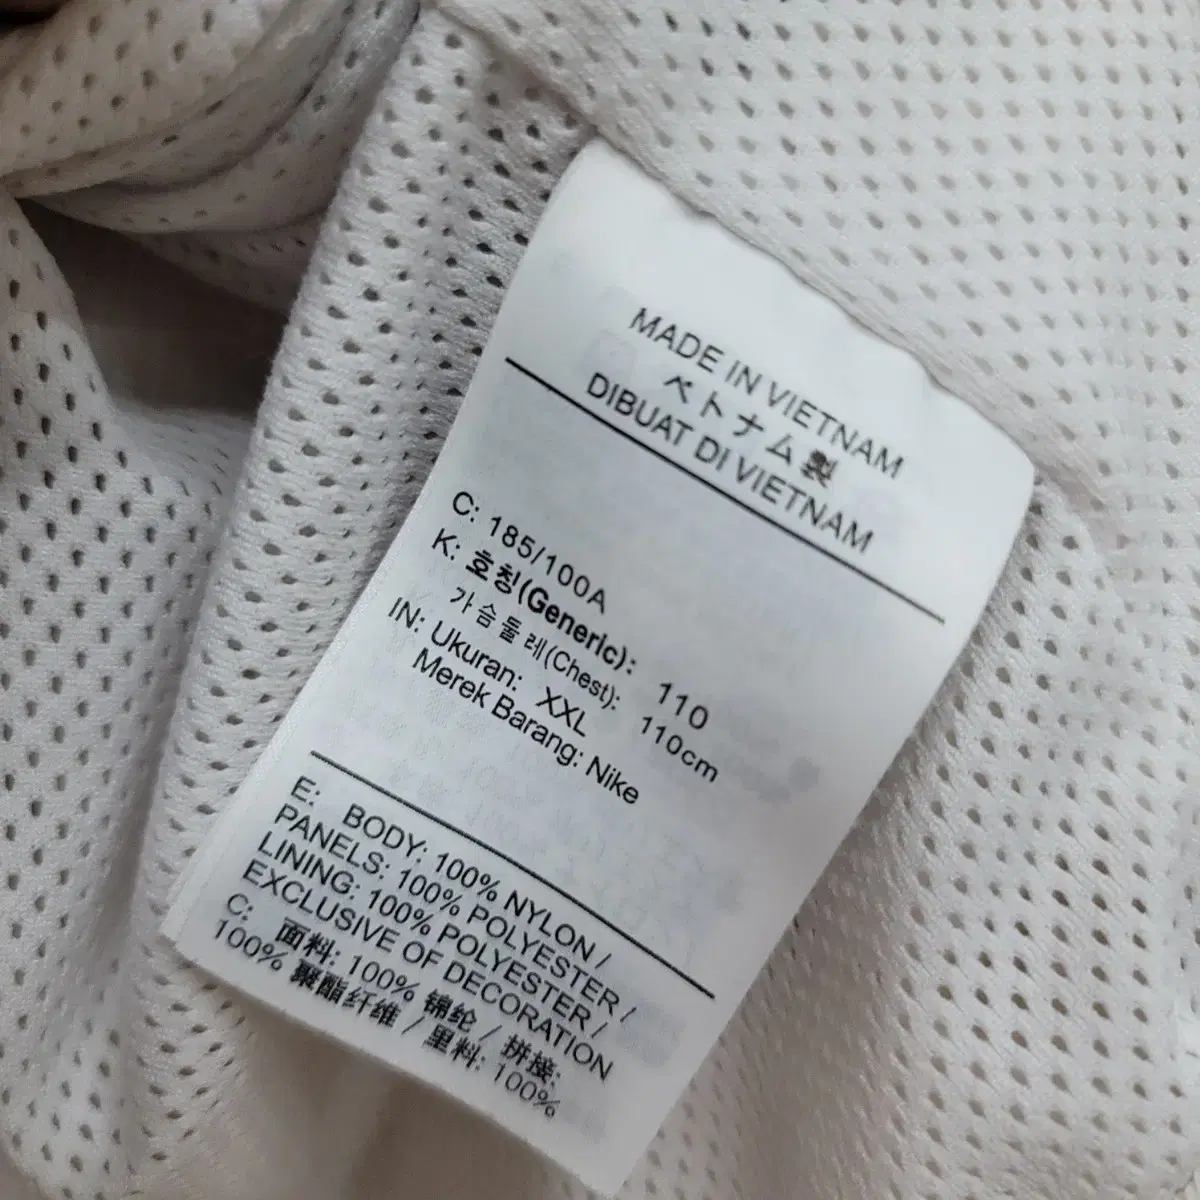 MADE IN VIETNAM
ベトナム製
DIBUAT DI VIETNAM
C: 185/100A
K: 호칭(Generic): 110
가슴둘레(Chest): 110cm
IN: Ukuran: XXL
Merek Barang: Nike
E: BODY: 100% NYLON /
PANELS: 100% POLYESTER /
LINING: 100% POLYESTER /
EXCLUSIVE OF DECORATION
C: 面料: 100% 锦纶 / 拼接:
100% 聚酯纤维 / 里料: 100%